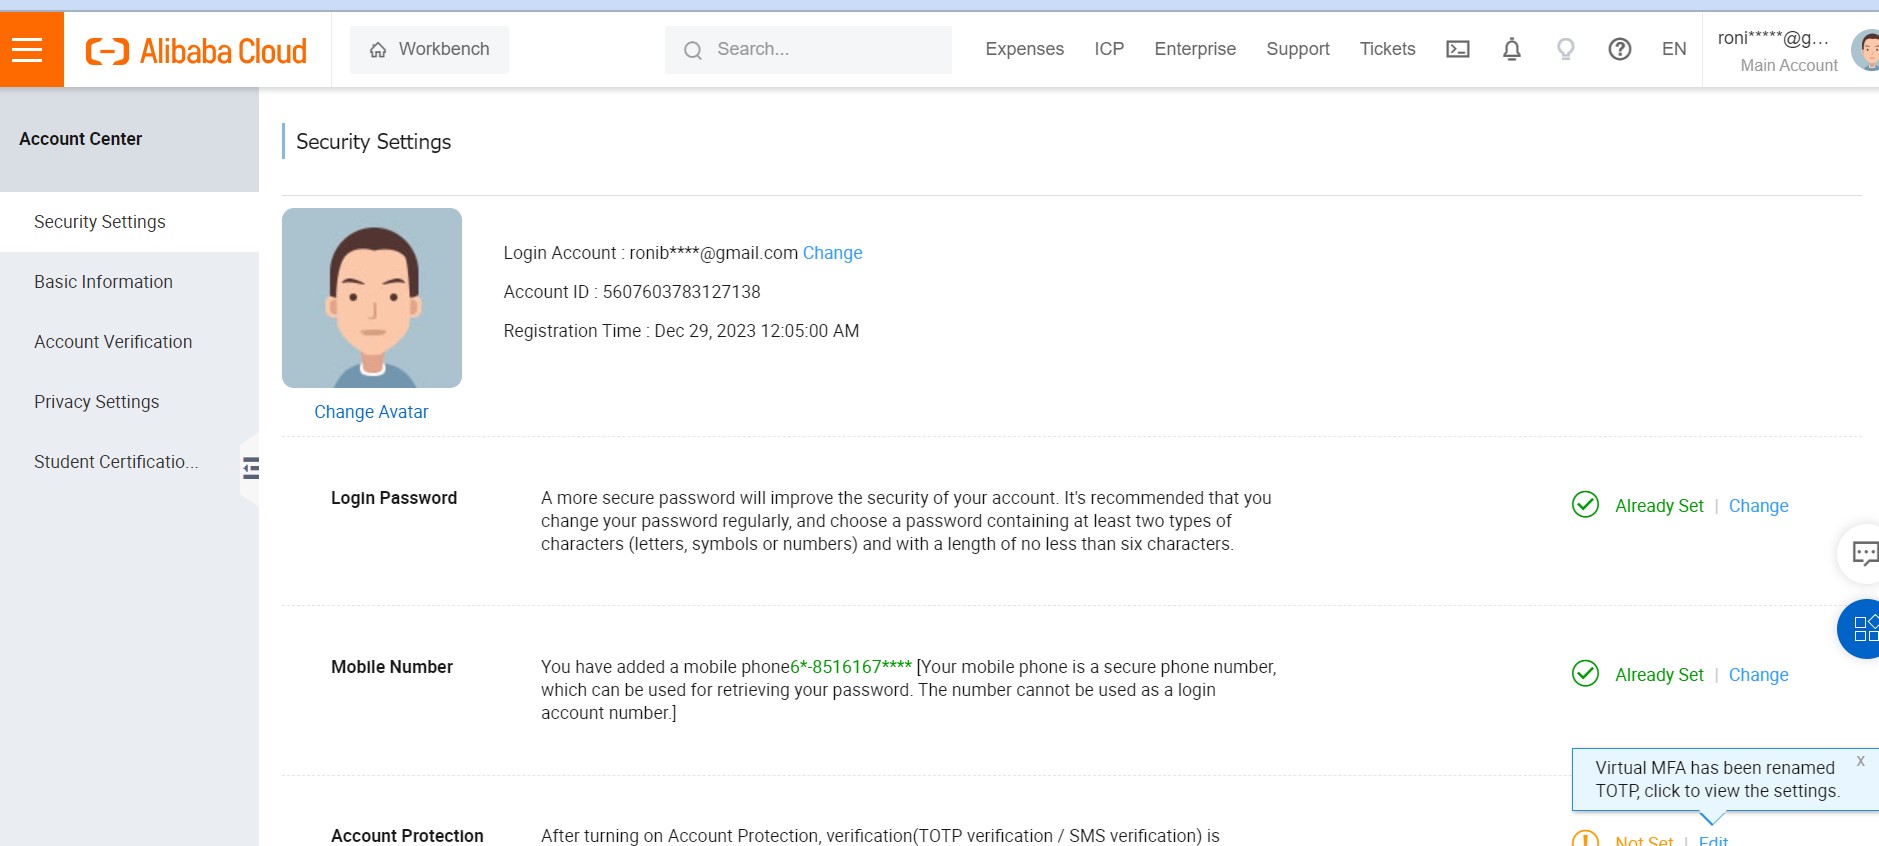 Alibaba Cloud
Workbench
Search...
Expenses
ICP
Enterprise
Support
Tickets
EN
roni*****@g...
Main Account
Account Center
Security Settings
Basic Information
Account Verification
Privacy Settings
Student Certificatio...
Security Settings
Change Avatar
Login Account : ronib****@gmail.com Change
Account ID : 5607603783127138
Registration Time : Dec 29, 2023 12:05:00 AM
Login Password
A more secure password will improve the security of your account. It's recommended that you
change your password regularly, and choose a password containing at least two types of
characters (letters, symbols or numbers) and with a length of no less than six characters.
Already Set | Change
Mobile Number
You have added a mobile phone6*-8516167**** [Your mobile phone is a secure phone number,
which can be used for retrieving your password. The number cannot be used as a login
account number.]
Already Set | Change
Virtual MFA has been renamed X
TOTP, click to view the settings.
Account Protection
After turning on Account Protection, verification(TOTP verification / SMS verification) is
Not Set | Edit